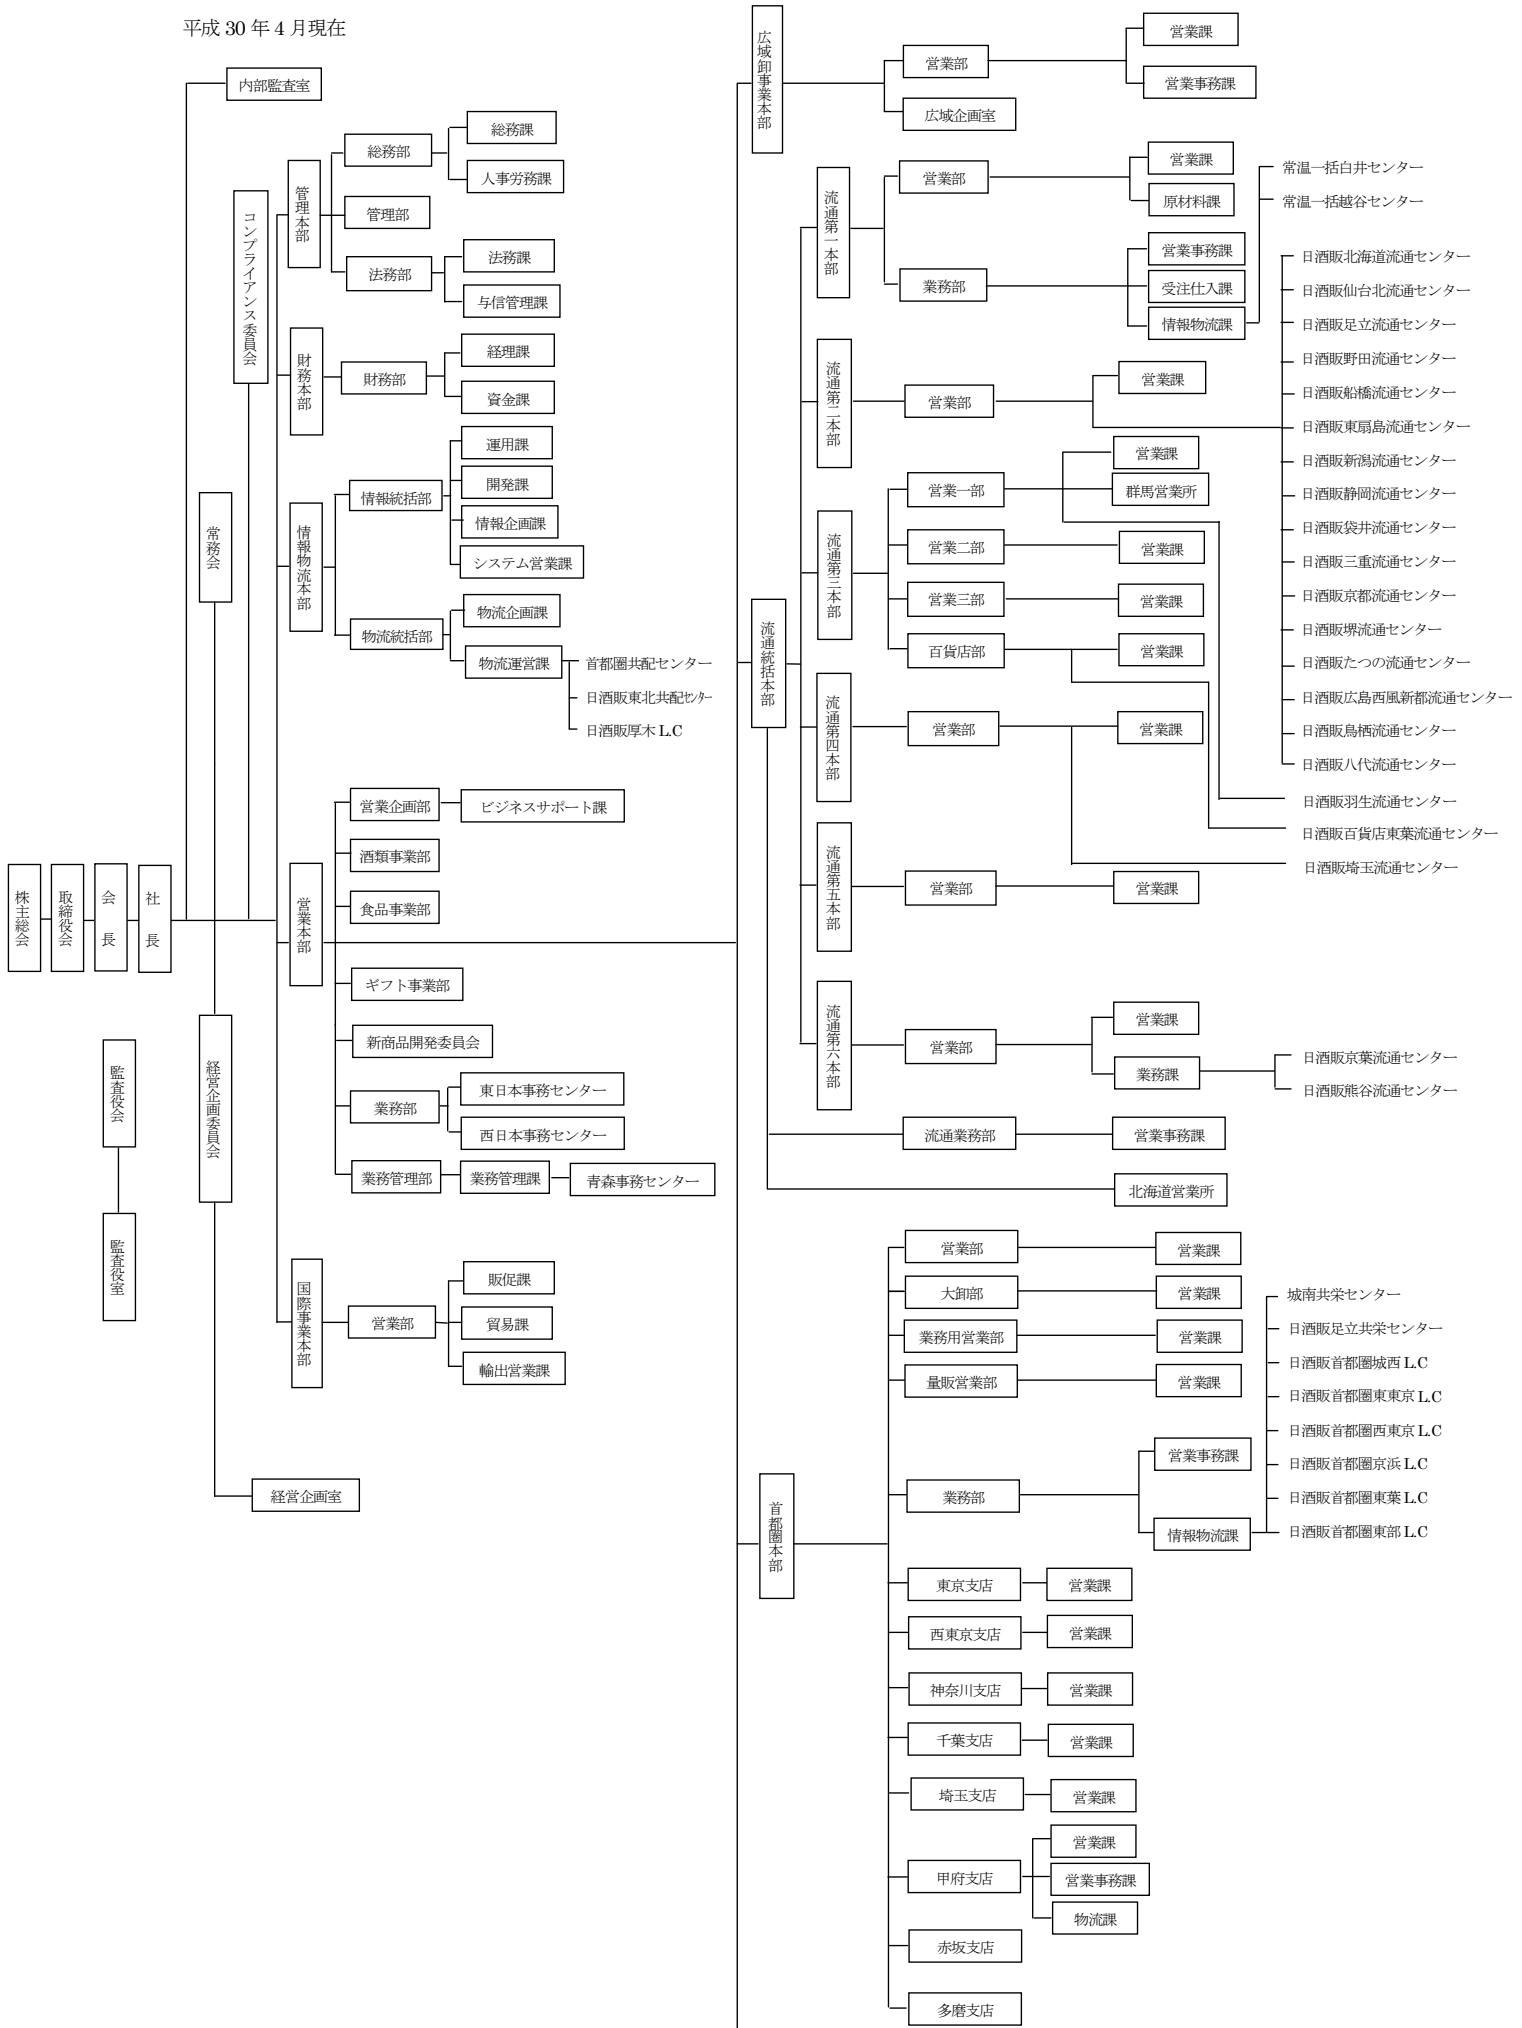 平成 30 年 4 月現在
株主総会
取締役会
会長
社長
監査役会
監査役室
内部監査室
コンプライアンス委員会
常務会
経営企画委員会
経営企画室
管理本部
総務部
総務課
人事労務課
管理部
法務部
法務課
与信管理課
財務本部
財務部
経理課
資金課
情報物流本部
情報統括部
運用課
開発課
情報企画課
システム営業課
物流統括部
物流企画課
物流運営課
首都圏共配センター
日酒販東北共配センター
日酒販厚木 L.C
営業本部
営業企画部
ビジネスサポート課
酒類事業部
食品事業部
ギフト事業部
新商品開発委員会
業務部
東日本事務センター
西日本事務センター
業務管理部
業務管理課
青森事務センター
国際事業本部
営業部
販促課
貿易課
輸出営業課
広域卸事業本部
営業部
営業課
営業事務課
広域企画室
流通統括本部
流通第一本部
営業部
営業課
原材料課
業務部
営業事務課
受注仕入課
情報物流課
常温一括白井センター
常温一括越谷センター
流通第二本部
営業部
営業課
日酒販北海道流通センター
日酒販仙台北流通センター
日酒販足立流通センター
日酒販野田流通センター
日酒販船橋流通センター
日酒販東扇島流通センター
日酒販新潟流通センター
日酒販静岡流通センター
日酒販袋井流通センター
日酒販三重流通センター
日酒販京都流通センター
日酒販堺流通センター
日酒販たつの流通センター
日酒販広島西風新都流通センター
日酒販鳥栖流通センター
日酒販八代流通センター
流通第三本部
営業一部
営業課
群馬営業所
日酒販羽生流通センター
営業二部
営業課
営業三部
営業課
百貨店部
営業課
日酒販百貨店東葉流通センター
流通第四本部
営業部
営業課
日酒販埼玉流通センター
流通第五本部
営業部
営業課
流通第六本部
営業部
営業課
業務課
日酒販京葉流通センター
日酒販熊谷流通センター
流通業務部
営業事務課
北海道営業所
首都圏本部
営業部
営業課
大卸部
営業課
業務用営業部
営業課
量販営業部
営業課
業務部
営業事務課
情報物流課
城南共栄センター
日酒販足立共栄センター
日酒販首都圏城西 L.C
日酒販首都圏東東京 L.C
日酒販首都圏西東京 L.C
日酒販首都圏京浜 L.C
日酒販首都圏東葉 L.C
日酒販首都圏東部 L.C
東京支店
営業課
西東京支店
営業課
神奈川支店
営業課
千葉支店
営業課
埼玉支店
営業課
甲府支店
営業課
営業事務課
物流課
赤坂支店
多磨支店